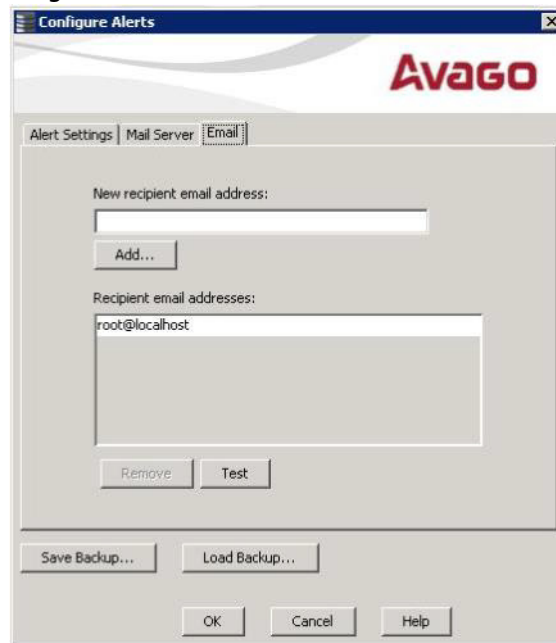 Configure Alerts
Avago
Alert Settings Mail Server Email
New recipient email address:
Add...
Recipient email addresses:
root@localhost
Remove Test
Save Backup... Load Backup...
OK Cancel Help